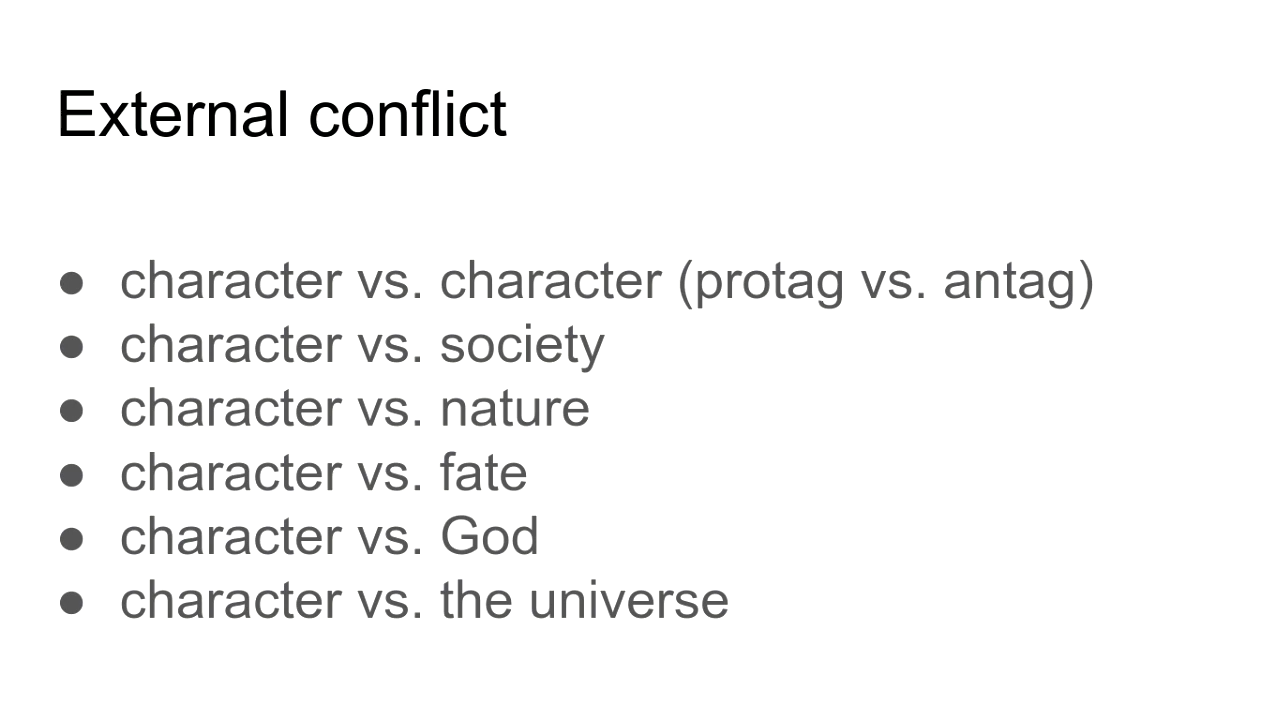 External conflict
● character vs. character (protag vs. antag)
● character vs. society
● character vs. nature
● character vs. fate
● character vs. God
● character vs. the universe